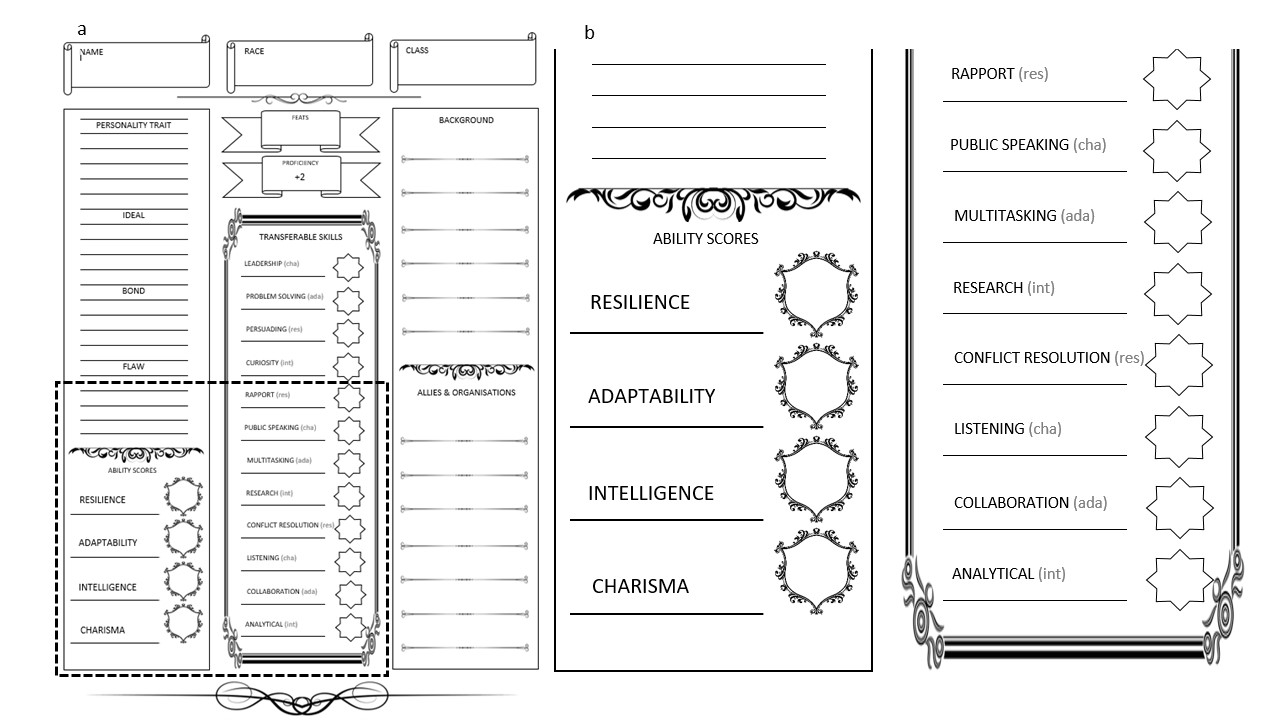 a
NAME
RACE
CLASS
PERSONALITY TRAIT
IDEAL
BOND
FLAW
ABILITY SCORES
RESILIENCE
ADAPTABILITY
INTELLIGENCE
CHARISMA
FEATS
PROFICIENCY
+2
TRANSFERABLE SKILLS
LEADERSHIP (cha)
PROBLEM SOLVING (ada)
PERSUADING (res)
CURIOSITY (int)
RAPPORT (res)
PUBLIC SPEAKING (cha)
MULTITASKING (ada)
RESEARCH (int)
CONFLICT RESOLUTION (res)
LISTENING (cha)
COLLABORATION (ada)
ANALYTICAL (int)
BACKGROUND
ALLIES & ORGANISATIONS
b
ABILITY SCORES
RESILIENCE
ADAPTABILITY
INTELLIGENCE
CHARISMA
RAPPORT (res)
PUBLIC SPEAKING (cha)
MULTITASKING (ada)
RESEARCH (int)
CONFLICT RESOLUTION (res)
LISTENING (cha)
COLLABORATION (ada)
ANALYTICAL (int)